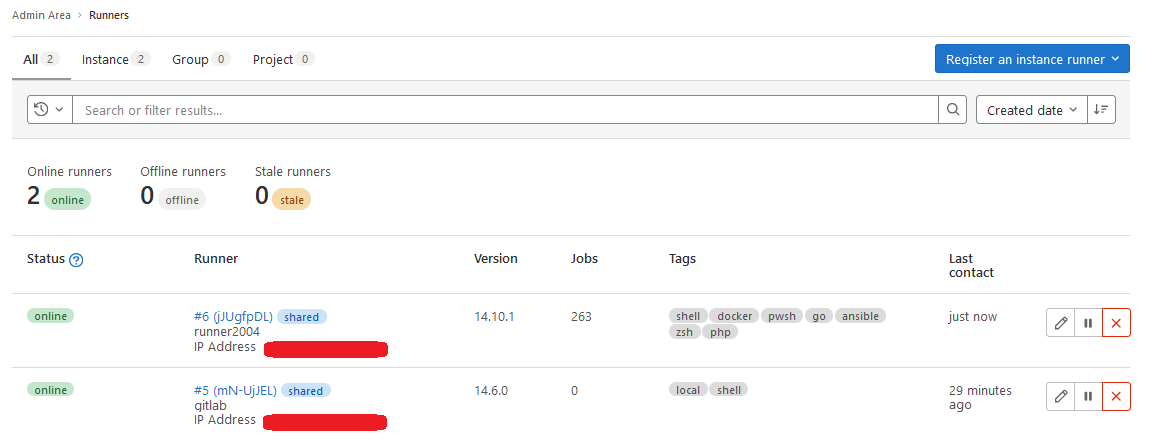 Admin Area › Runners
All 2 Instance 2 Group 0 Project 0 Register an instance runner
Search or filter results... Created date
Online runners Offline runners Stale runners
2 online 0 offline 0 stale
Status ? Runner Version Jobs Tags Last
contact
online #6 (jJUgfpDL) shared 14.10.1 263 shell docker pwsh go ansible just now
runner2004 zsh php
IP Address
online #5 (mN-UjJEL) shared 14.6.0 0 local shell 29 minutes
gitlab ago
IP Address